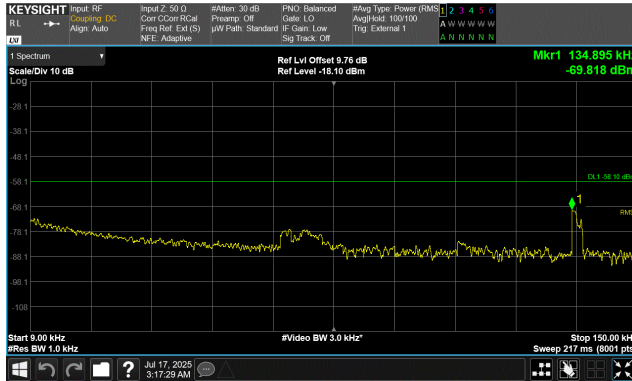 KEYSIGHT
RL
LXI
Input: RF
Coupling: DC
Align: Auto
Input Z: 50 Ω
Corr CCorr RCal
Freq Ref: Ext (S)
NFE: Adaptive
#Atten: 30 dB
Preamp: Off
µW Path: Standard
PNO: Balanced
Gate: LO
IF Gain: Low
Sig Track: Off
#Avg Type: Power (RMS
Avg|Hold: 100/100
Trig: External 1
1 2 3 4 5 6
A W W W W W
A N N N N N
1 Spectrum
Scale/Div 10 dB
Log
Ref Lvl Offset 9.76 dB
Ref Level -18.10 dBm
Mkr1 134.895 kHz
-69.818 dBm
-28.1
-38.1
-48.1
-58.1
-68.1
-78.1
-88.1
-98.1
-108
DL1 -58.10 dBm
1
RMS
Start 9.00 kHz
#Res BW 1.0 kHz
#Video BW 3.0 kHz*
Stop 150.00 kH
Sweep 217 ms (8001 pts
?
Jul 17, 2025
3:17:29 AM